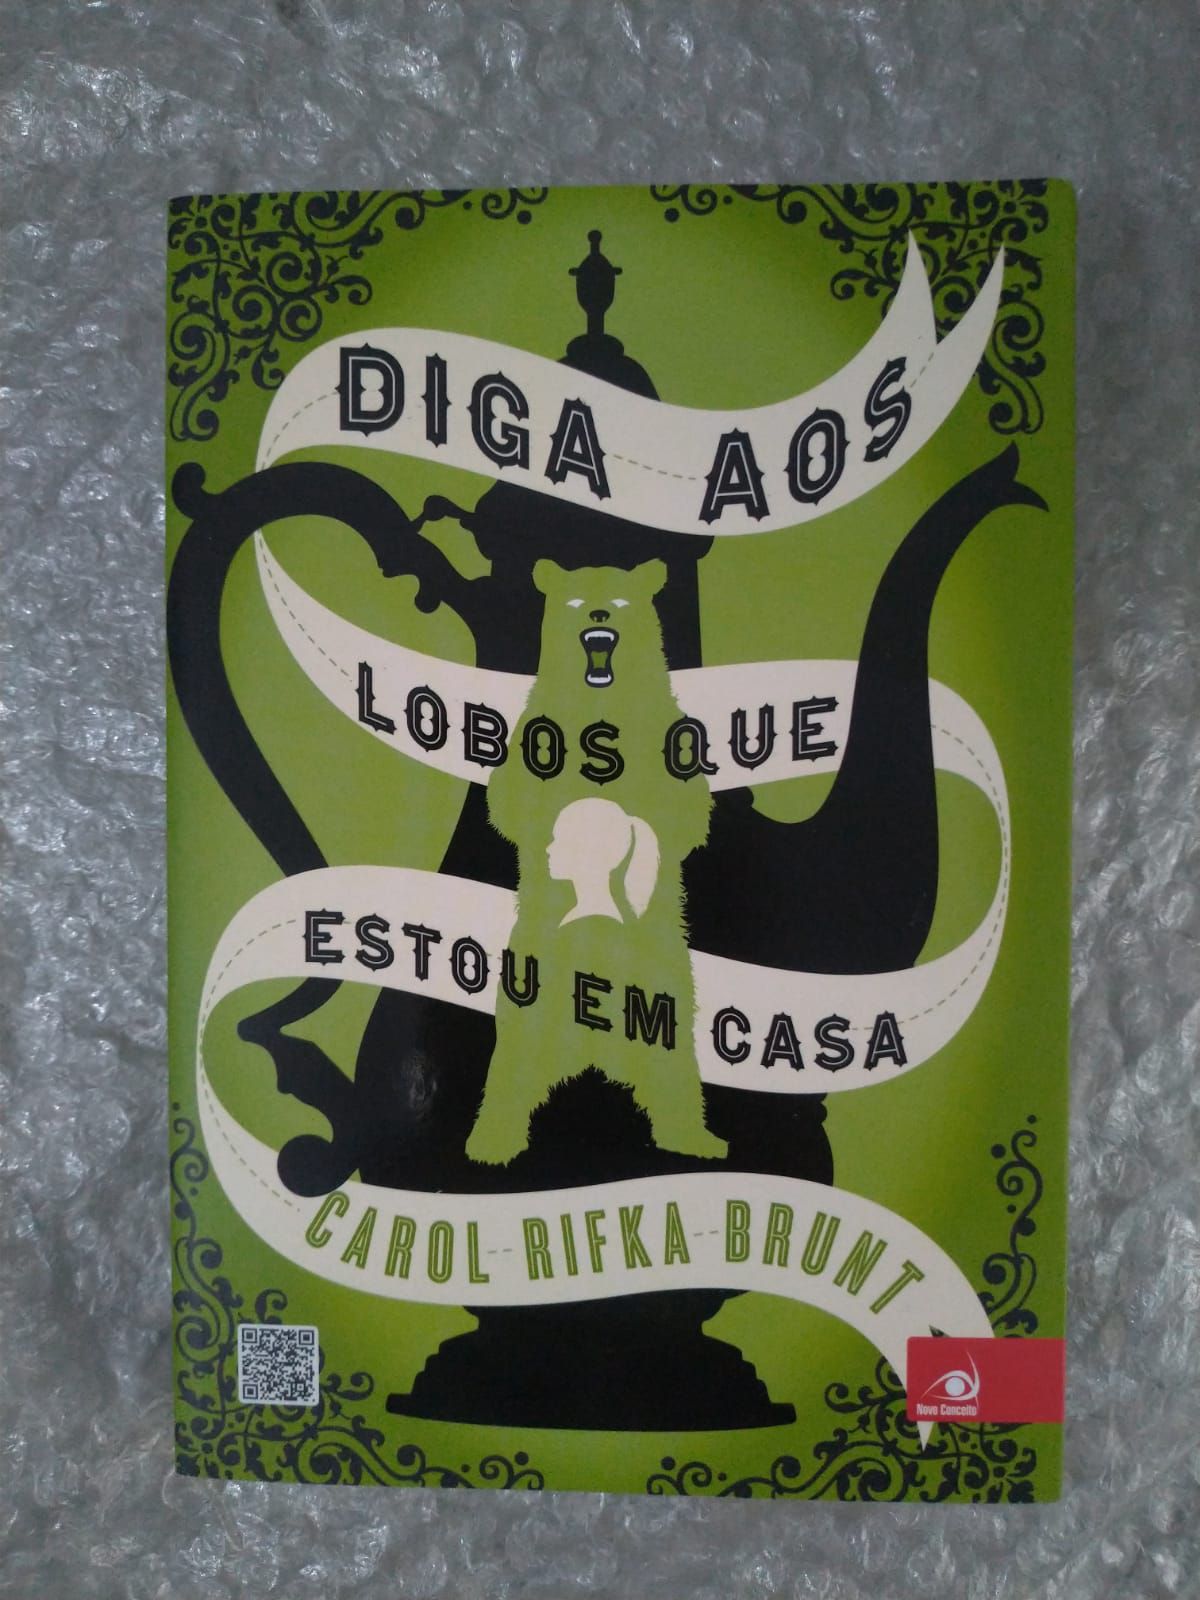 DIGA AOS
LOBOS QUE
ESTOU EM CASA
CAROL RIFKA BRUNT
Novo Conceito